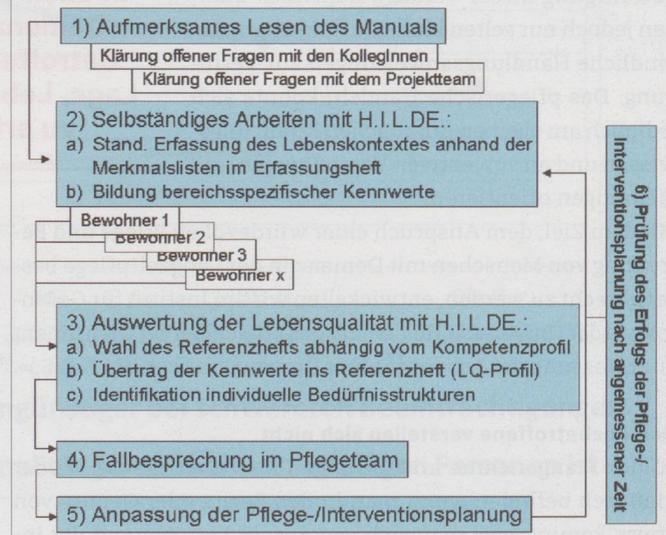 1) Aufmerksames Lesen des Manuals
Klärung offener Fragen mit den KollegInnen
Klärung offener Fragen mit dem Projektteam
2) Selbständiges Arbeiten mit H.I.L.DE.:
a) Stand. Erfassung des Lebenskontextes anhand der
Merkmalslisten im Erfassungsheft
b) Bildung bereichsspezifischer Kennwerte
Bewohner 1
Bewohner 2
Bewohner 3
Bewohner x
3) Auswertung der Lebensqualität mit H.I.L.DE.:
a) Wahl des Referenzhefts abhängig vom Kompetenzprofil
b) Übertrag der Kennwerte ins Referenzheft (LQ-Profil)
c) Identifikation individuelle Bedürfnisstrukturen
4) Fallbesprechung im Pflegeteam
5) Anpassung der Pflege-/Interventionsplanung
6) Prüfung des Erfolgs der Pflege-/
Interventionsplanung nach angemessener Zeit